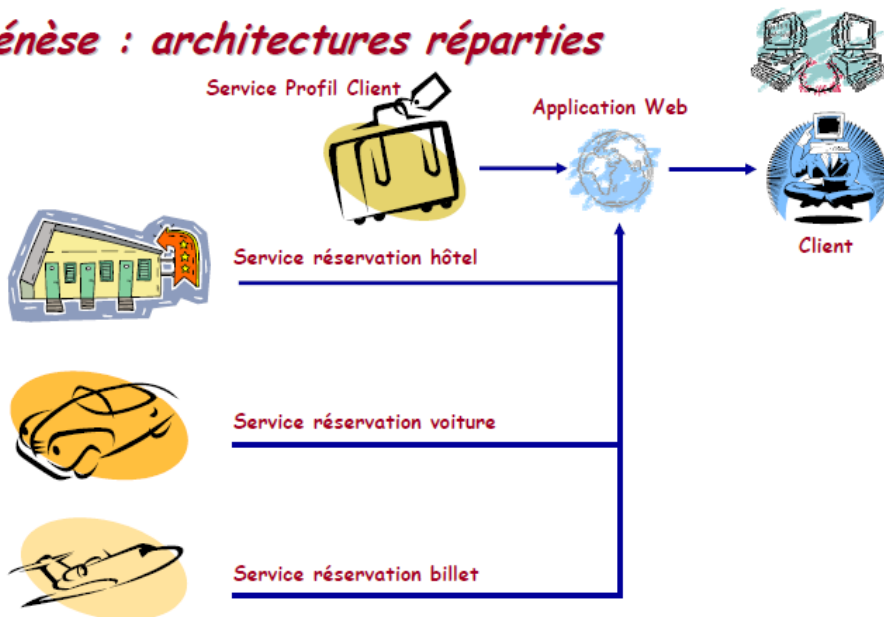 énèse : architectures réparties
Service Profil Client
Application Web
Client
Service réservation hôtel
Service réservation voiture
Service réservation billet